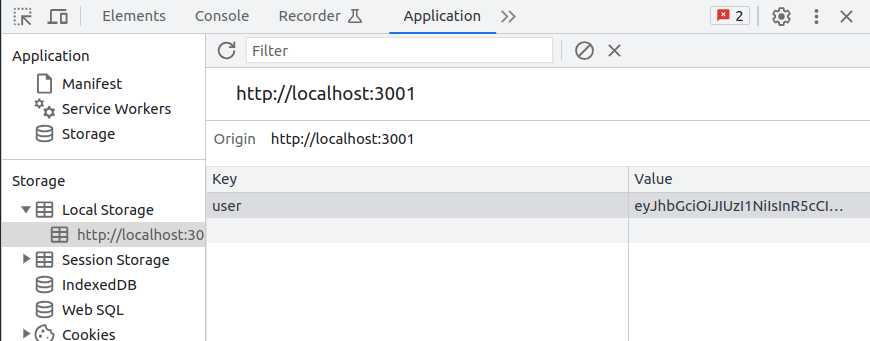 Elements Console Recorder Application 2
Application
Manifest
Service Workers
Storage
Storage
Local Storage
http://localhost:30
Session Storage
IndexedDB
Web SQL
Cookies
Filter
http://localhost:3001
Origin http://localhost:3001
Key Value
user eyJhbGciOiJIUzI1NiIsInR5cCI...